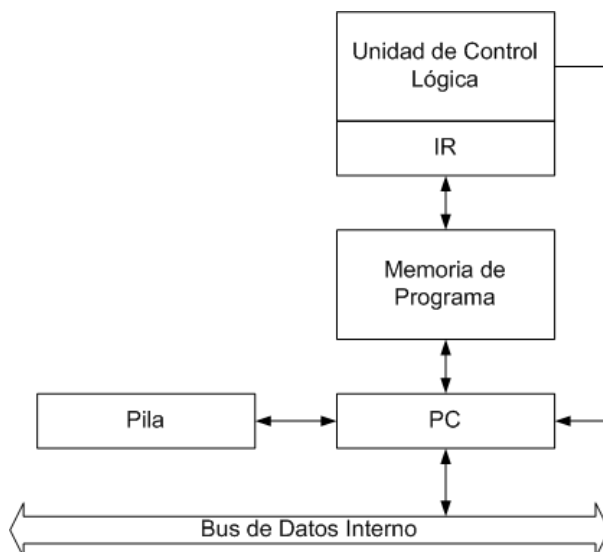 Unidad de Control
Lógica
IR
Memoria de
Programa
Pila
PC
Bus de Datos Interno